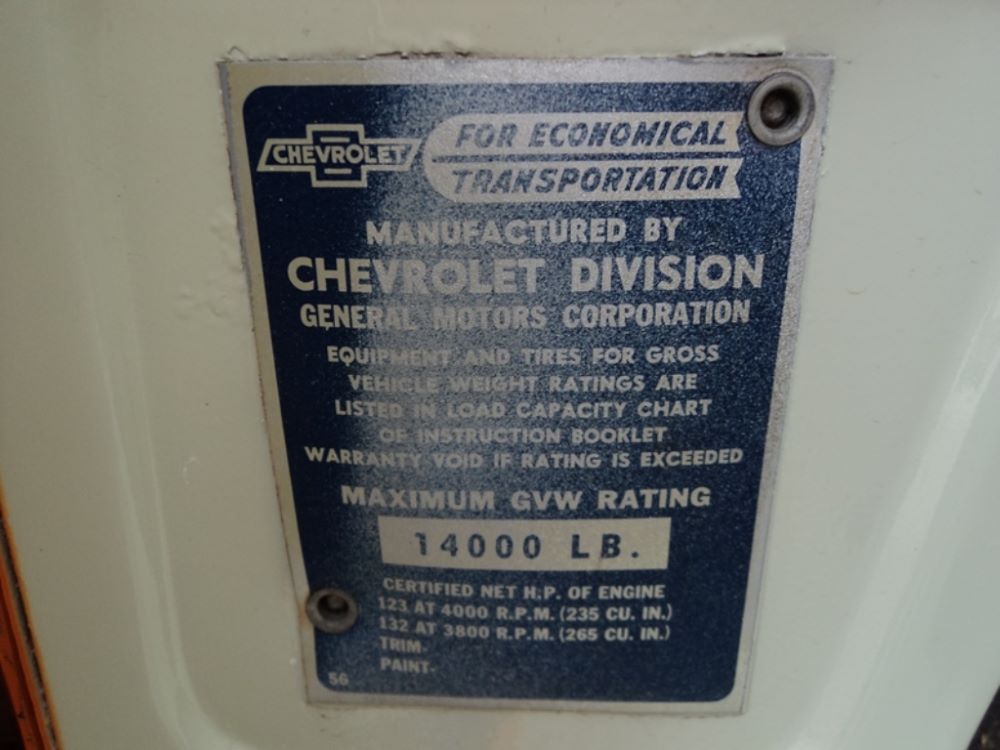 CHEVROLET
FOR ECONOMICAL
TRANSPORTATION
MANUFACTURED BY
CHEVROLET DIVISION
GENERAL MOTORS CORPORATION
EQUIPMENT AND TIRES FOR GROSS
VEHICLE WEIGHT RATINGS ARE
LISTED IN LOAD CAPACITY CHART
OF INSTRUCTION BOOKLET
WARRANTY VOID IF RATING IS EXCEEDED
MAXIMUM GVW RATING
14000 LB.
CERTIFIED NET H.P. OF ENGINE
123 AT 4000 R.P.M. (235 CU. IN.)
132 AT 3800 R.P.M. (265 CU. IN.)
TRIM-
PAINT-
56